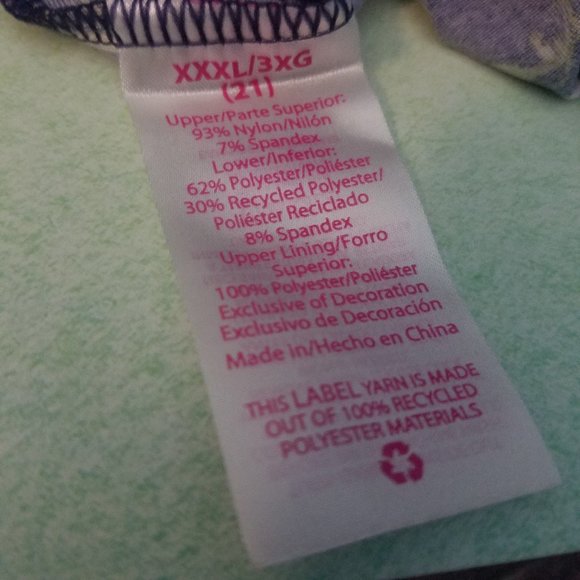 XXXL/3XG
(21)
Upper/Parte Superior:
93% Nylon/Nilón
7% Spandex
Lower/Inferior:
62% Polyester/Poliéster
30% Recycled Polyester/
Poliéster Reciclado
8% Spandex
Upper Lining/Forro
Superior:
100% Polyester/Poliéster
Exclusive of Decoration
Exclusivo de Decoración
Made in/Hecho en China
THIS LABEL YARN IS MADE
OUT OF 100% RECYCLED
POLYESTER MATERIALS